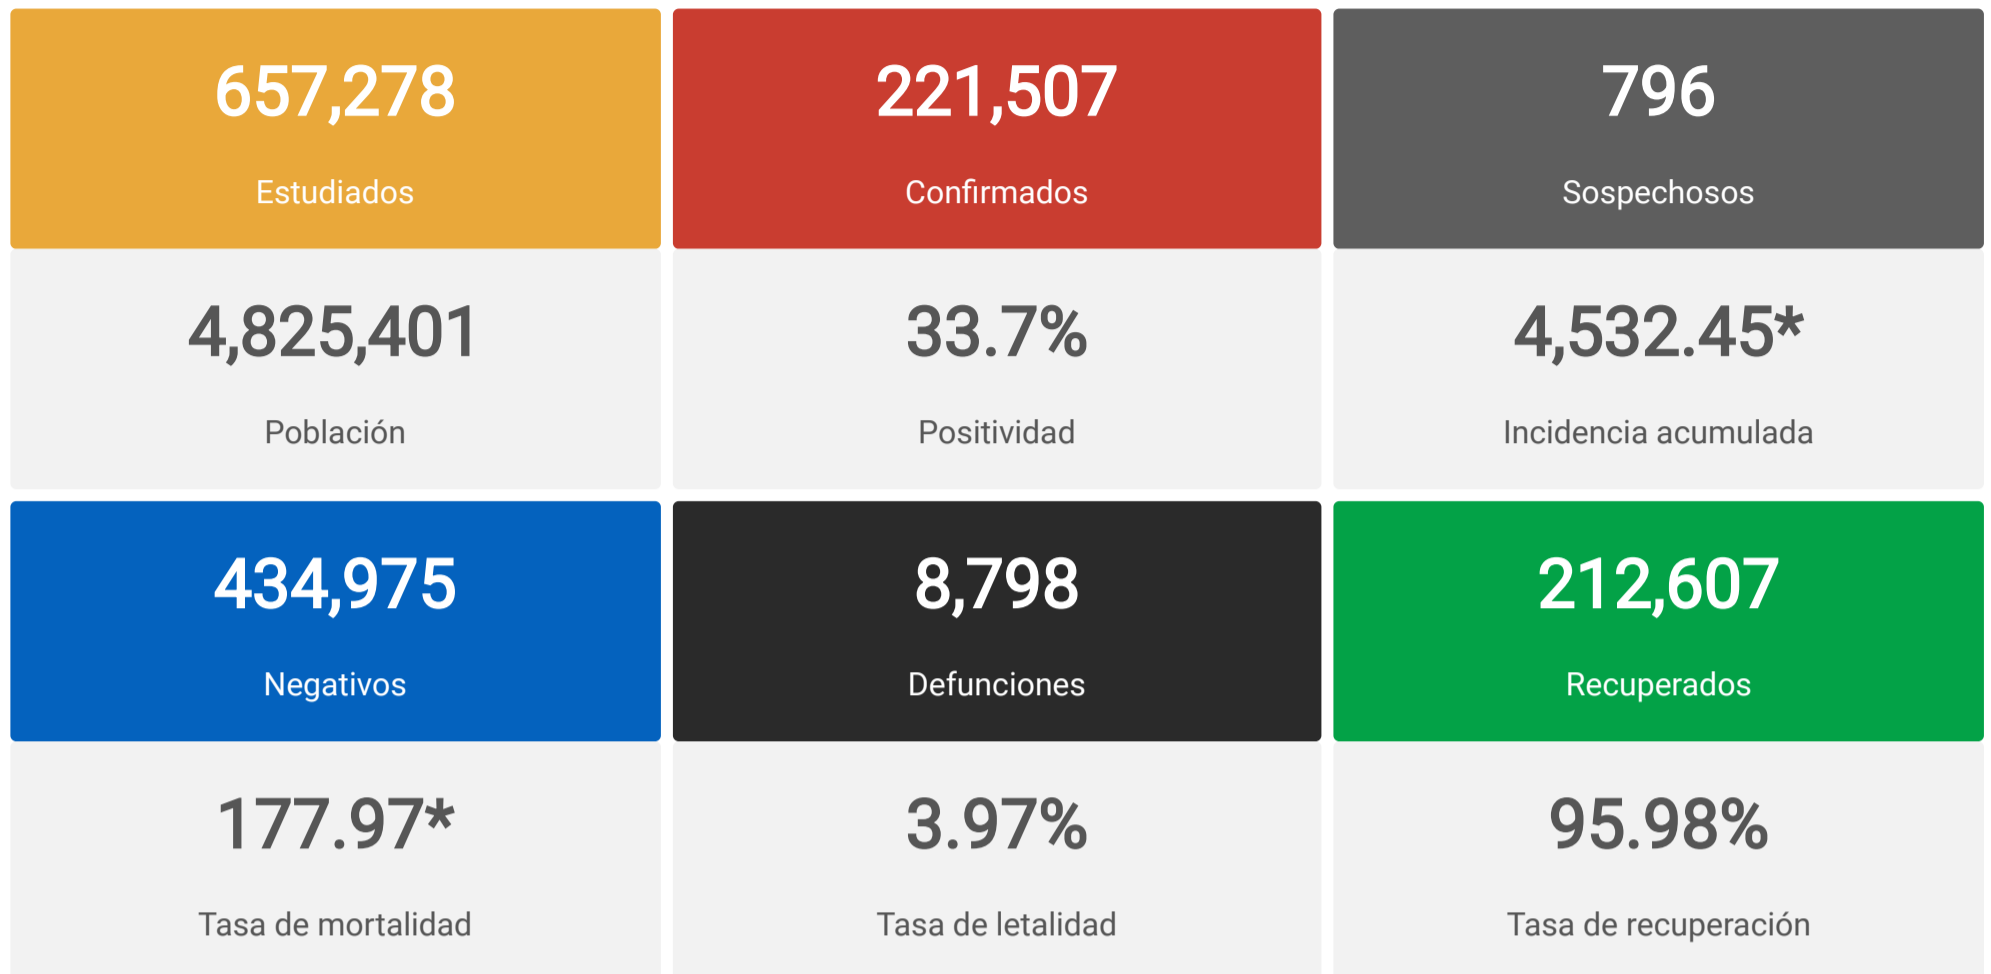 657,278
Estudiados
221,507
Confirmados
796
Sospechosos
4,825,401
Población
33.7%
Positividad
4,532.45*
Incidencia acumulada
434,975
Negativos
8,798
Defunciones
212,607
Recuperados
177.97*
Tasa de mortalidad
3.97%
Tasa de letalidad
95.98%
Tasa de recuperación